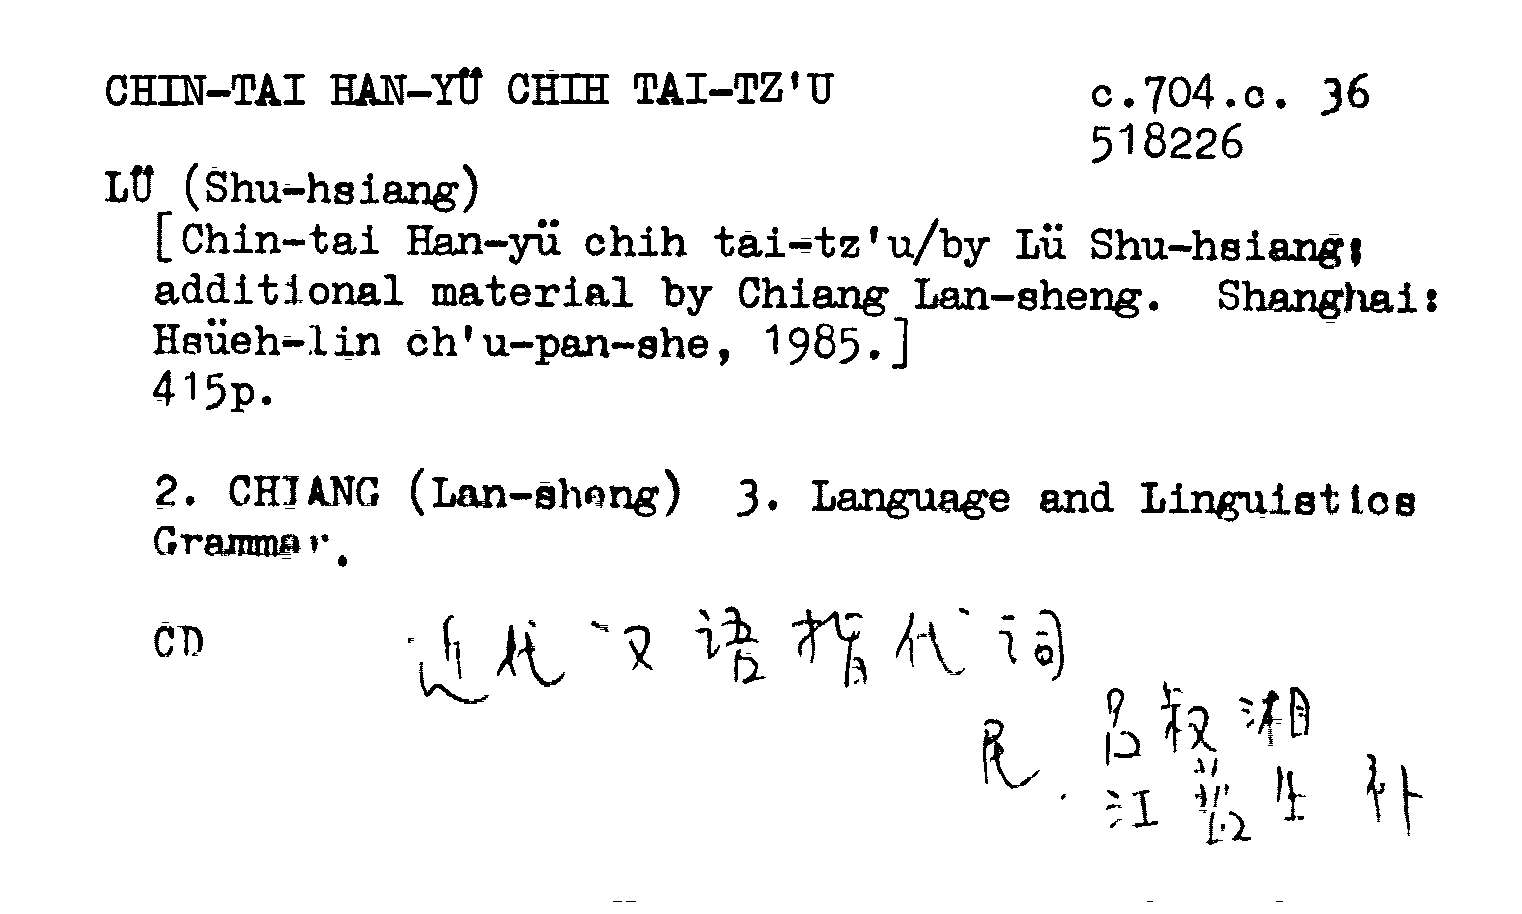 CHIN-TAI HAN-YÜ CHIH TAI-TZ'U
c.704.c. 36
518226
LÜ (Shu-hsiang)
[Chin-tai Han-yü chih tai-tz'u/by Lü Shu-hsiang;
additional material by Chiang Lan-sheng. Shanghai:
Hsüeh-lin ch'u-pan-she, 1985.]
415p.
2. CHIANG (Lan-sheng) 3. Language and Linguistics
Grammar.
CD
近代汉语指代词
民. 吕叔湘
江蓝生 补